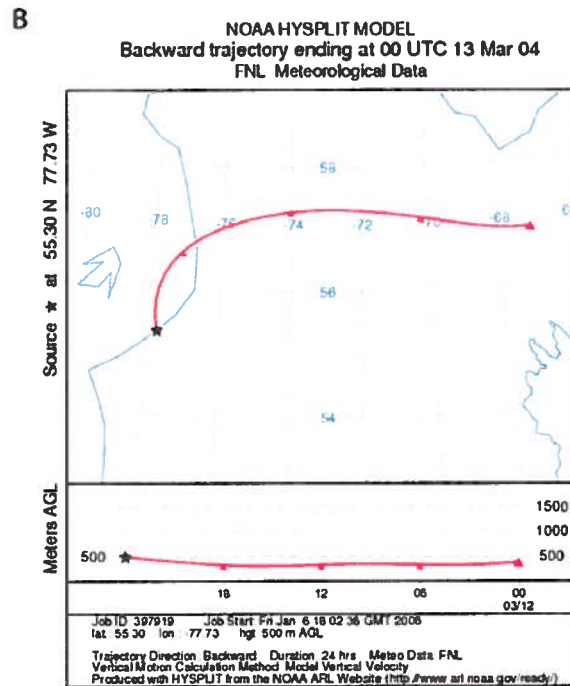 B
NOAA HYSPLIT MODEL
Backward trajectory ending at 00 UTC 13 Mar 04
FNL Meteorological Data
Source ★ at 55.30 N 77.73 W
58
-80 -78 -76 -74 -72 -70 -68
56
54
Meters AGL
1500
1000
500 500
18 12 06 00
03/12
Job ID: 397919 Job Start: Fri Jan 6 18:02:36 GMT 2006
lat.: 55.30 lon.: -77.73 hgt: 500 m AGL
Trajectory Direction: Backward Duration: 24 hrs Meteo Data: FNL
Vertical Motion Calculation Method: Model Vertical Velocity
Produced with HYSPLIT from the NOAA ARL Website (http://www.arl.noaa.gov/ready/)